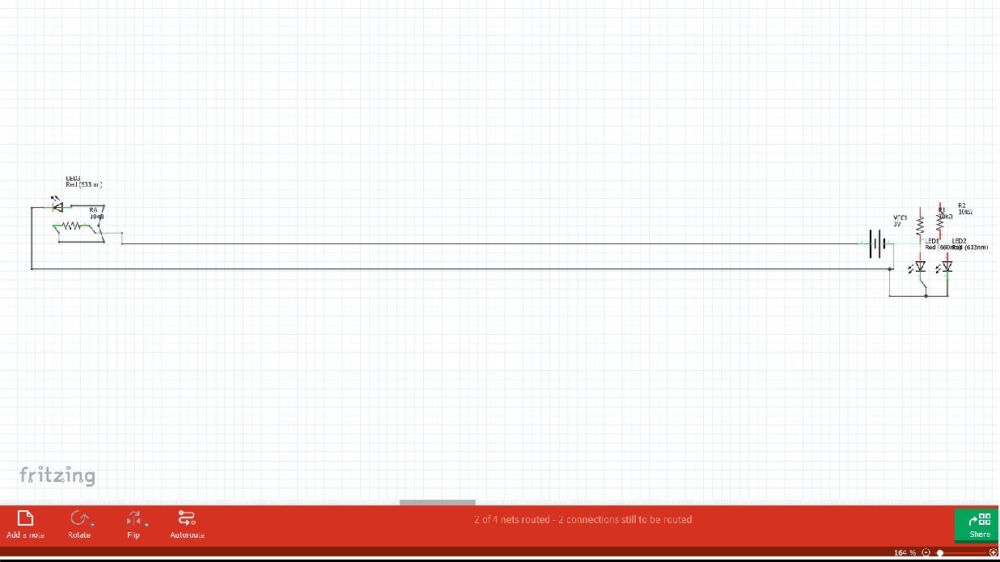 LED3
Red (633nm)
R6
10kΩ
VCC1
3V
R1
10kΩ
R2
10kΩ
LED1
Red (660nm)
LED2
Red (633nm)
fritzing
Add a note
Rotate
Flip
Autoroute
2 of 4 nets routed - 2 connections still to be routed
Share
164 %